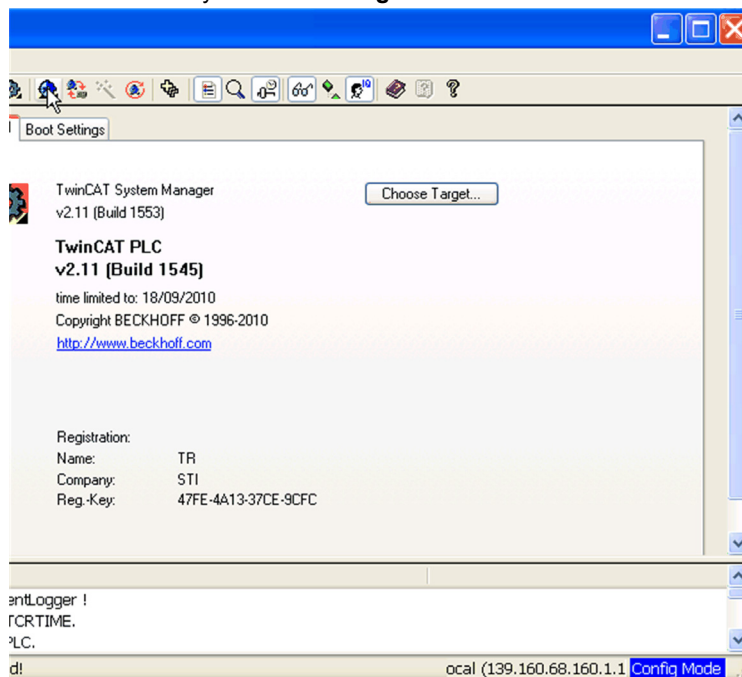 Boot Settings
TwinCAT System Manager
v2.11 (Build 1553)
Choose Target...
TwinCAT PLC
v2.11 (Build 1545)
time limited to: 18/09/2010
Copyright BECKHOFF © 1996-2010
http://www.beckhoff.com
Registration:
Name: TR
Company: STI
Reg.-Key: 47FE-4A13-37CE-9CFC
entLogger !
TCRTIME.
PLC.
d!
ocal (139.160.68.160.1.1 Config Mode